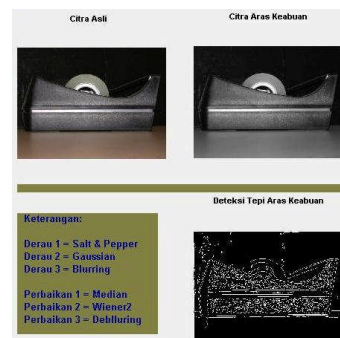 Citra Asli
Citra Aras Keabuan
Deteksi Tepi Aras Keabuan
Keterangan:
Derau 1 = Salt & Pepper
Derau 2 = Gaussian
Derau 3 = Blurring
Perbaikan 1 = Median
Perbaikan 2 = Wiener2
Perbaikan 3 = Deblluring